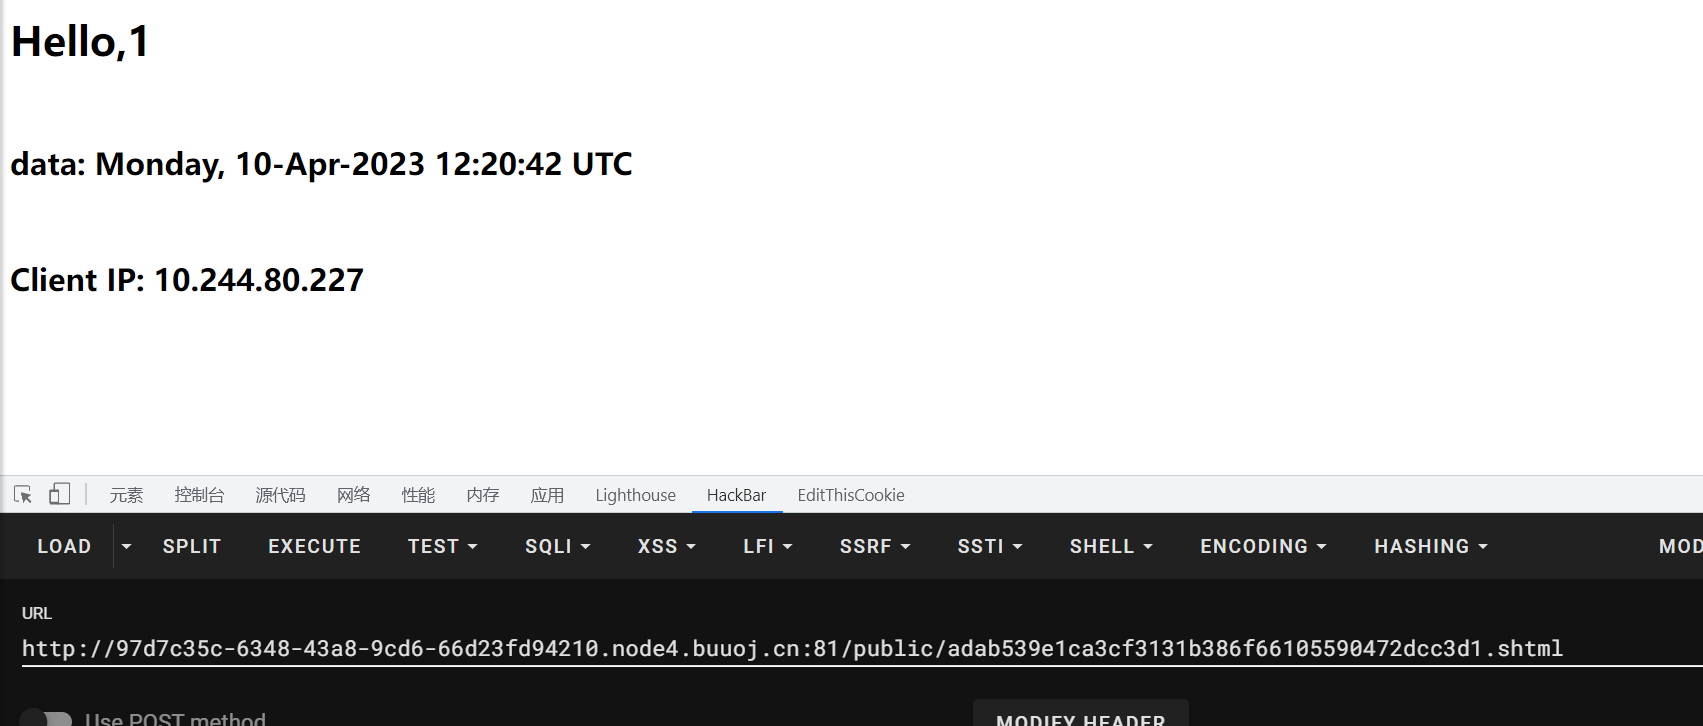 Hello,1
data: Monday, 10-Apr-2023 12:20:42 UTC
Client IP: 10.244.80.227
元素 控制台 源代码 网络 性能 内存 应用 Lighthouse HackBar EditThisCookie
LOAD SPLIT EXECUTE TEST SQLI XSS LFI SSRF SSTI SHELL ENCODING HASHING MOD
URL
http://97d7c35c-6348-43a8-9cd6-66d23fd94210.node4.buuoj.cn:81/public/adab539e1ca3cf3131b386f66105590472dcc3d1.shtml
Use POST method MODIFY HEADER